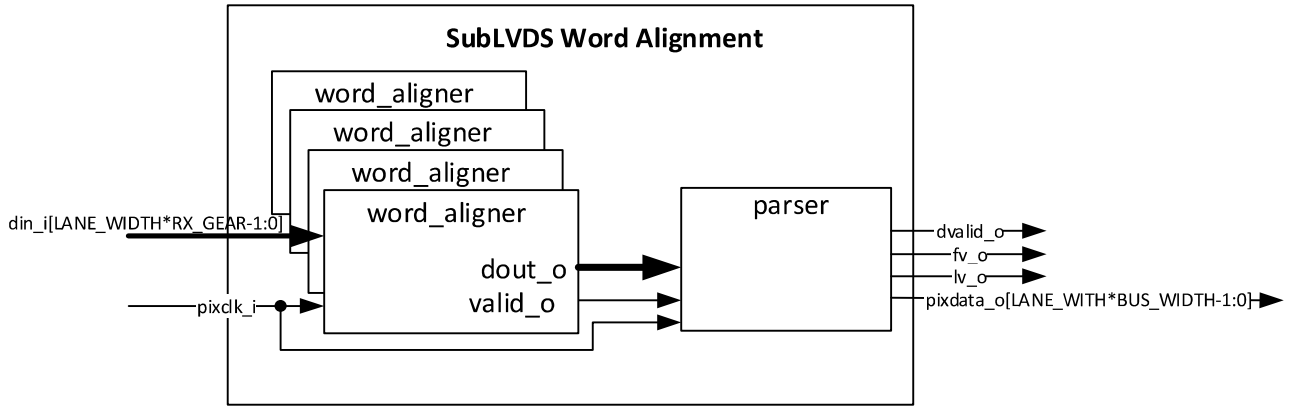 SubLVDS Word Alignment
word_aligner
word_aligner
word_aligner
word_aligner
parser
din_i[LANE_WIDTH*RX_GEAR-1:0]
dvalid_o
fv_o
dout_o
lv_o
valid_o
pixclk_i
pixdata_o[LANE_WITH*BUS_WIDTH-1:0]